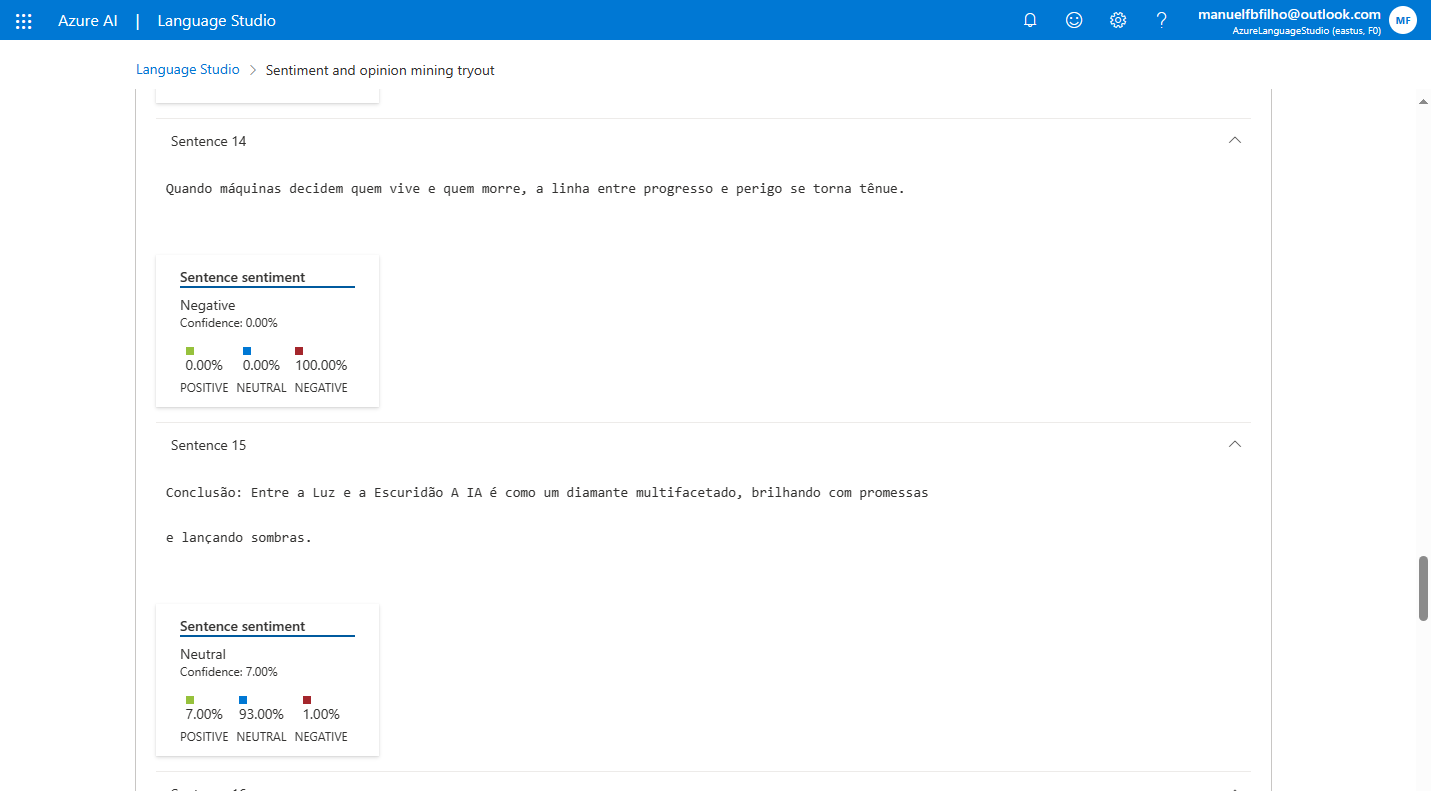 Azure AI | Language Studio
manuelfbfilho@outlook.com
AzureLanguageStudio (eastus, F0)
MF
Language Studio > Sentiment and opinion mining tryout
Sentence 14
Quando máquinas decidem quem vive e quem morre, a linha entre progresso e perigo se torna tênue.
Sentence sentiment
Negative
Confidence: 0.00%
0.00% 0.00% 100.00%
POSITIVE NEUTRAL NEGATIVE
Sentence 15
Conclusão: Entre a Luz e a Escuridão A IA é como um diamante multifacetado, brilhando com promessas
e lançando sombras.
Sentence sentiment
Neutral
Confidence: 7.00%
7.00% 93.00% 1.00%
POSITIVE NEUTRAL NEGATIVE